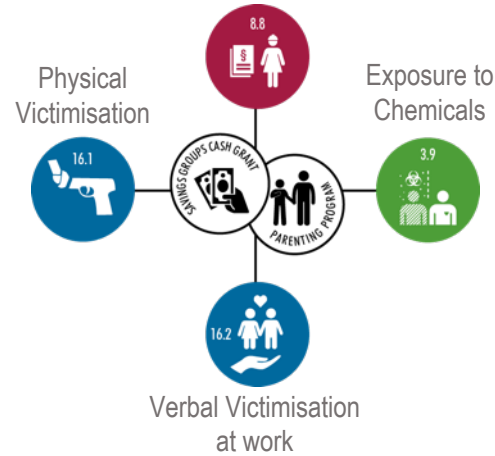 8.8
§
Physical
Victimisation
Exposure to
Chemicals
16.1
SAVINGS GROUPS CASH GRANT
PARENTING PROGRAM
3.9
16.2
Verbal Victimisation
at work